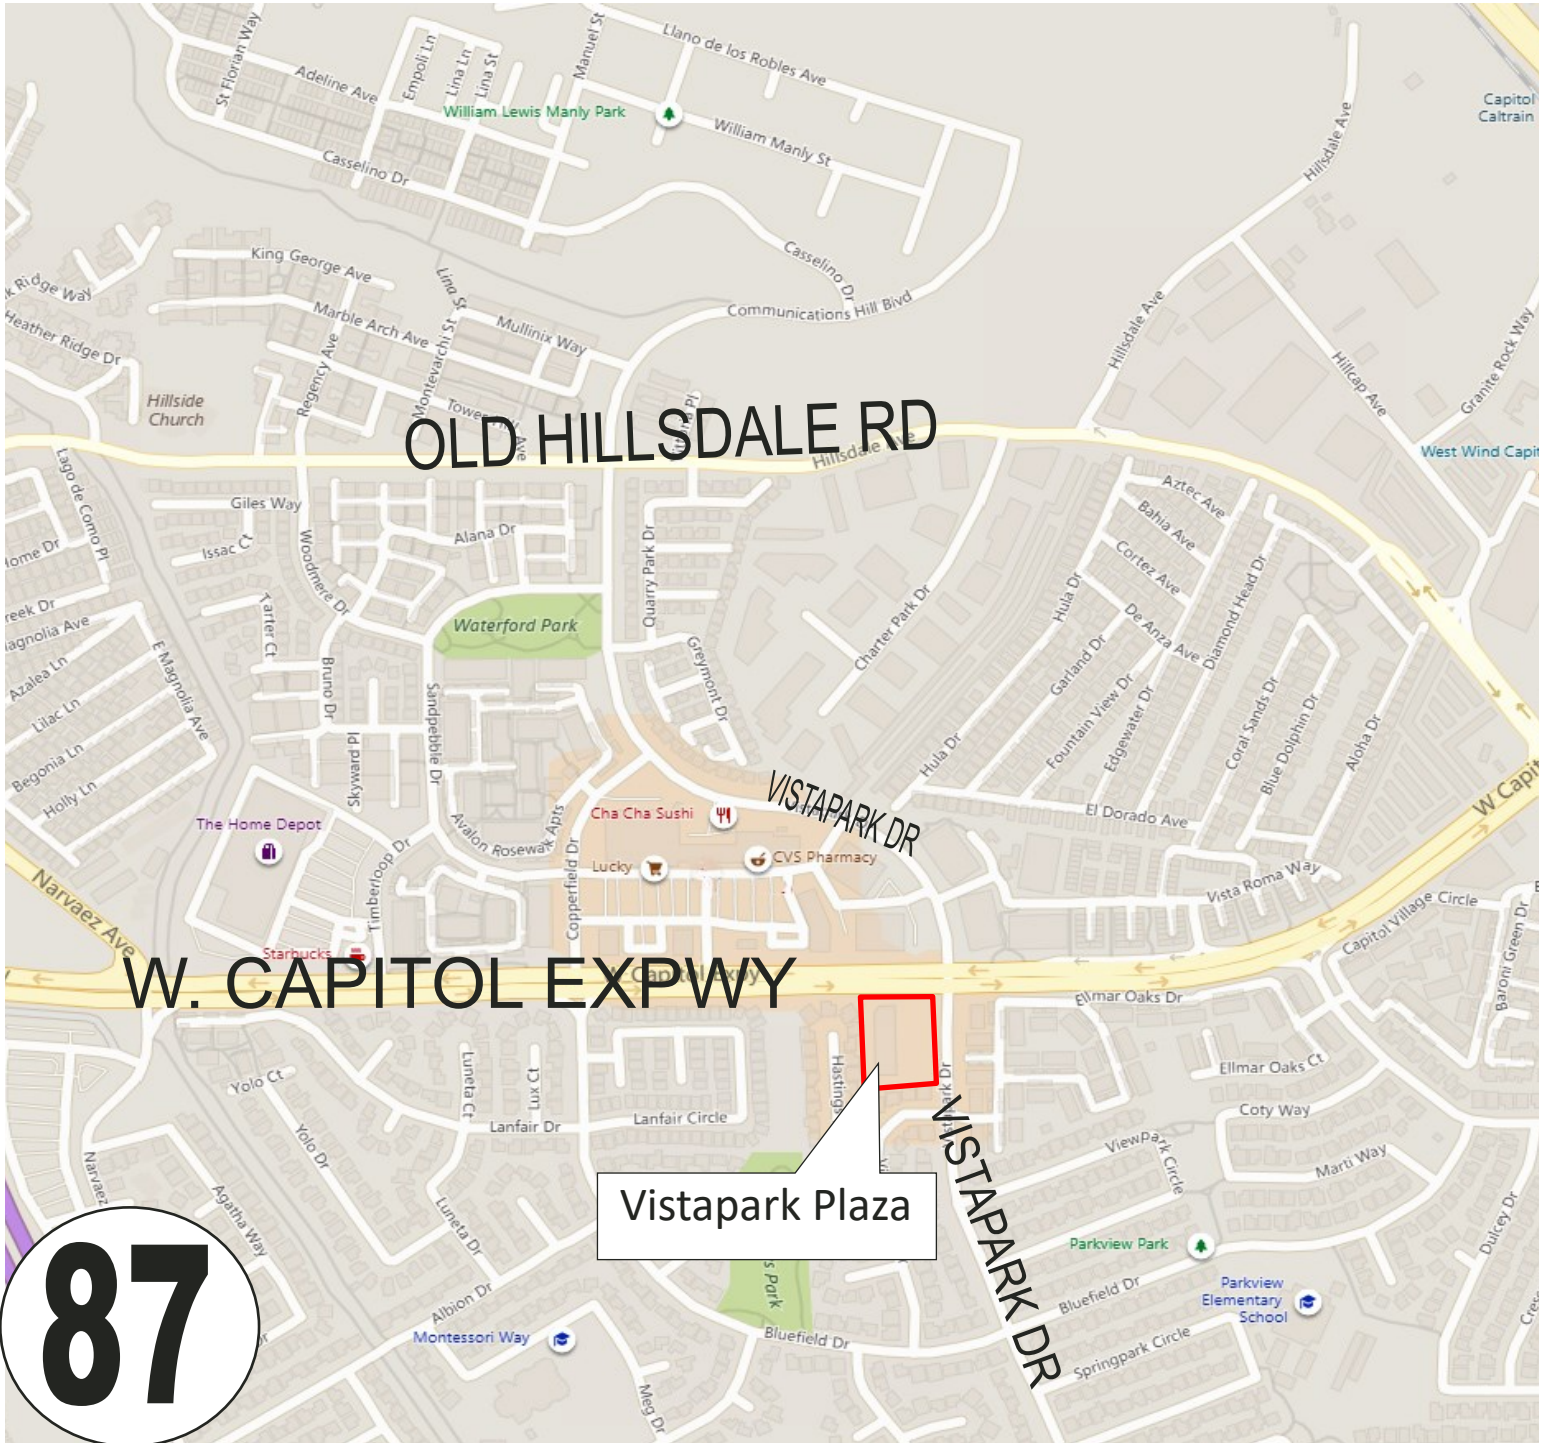 Llano de los Robles Ave
Manuel St
St Florian Way
Empoli Ln
Lina Ln
Lina St
Adeline Ave
William Lewis Manly Park
William Manly St
Capitol
Caltrain
Hillsdale Ave
Casselino Dr
King George Ave
Lina St
Casselino Dr
Ridge Way
Communications Hill Blvd
Hillsdale Ave
Marble Arch Ave
Mullinix Way
Heather Ridge Dr
Regency Ave
Montevarchi St
Hillcap Ave
Granite Rock Way
Hillside
Church
OLD HILLSDALE RD
Hillsdale Ave
West Wind Capit
Lago de Como Pl
Giles Way
Aztec Ave
Bahia Ave
Alana Dr
Issac Ct
Woodmere Dr
Quarry Park Dr
Cortez Ave
Hula Dr
Diamond Head Dr
Charter Park Dr
Tarter Ct
Waterford Park
De Anza Ave
Azalea Ln
E Magnolia Ave
Bruno Dr
Greymont Dr
Garland Dr
Lilac Ln
Sandpebble Dr
Fountain View Dr
Edgewater Dr
Coral Sands Dr
Blue Dolphin Dr
Aloha Dr
Begonia Ln
Skyward Pl
Hula Dr
Holly Ln
VISTAPARK DR
W Capit
The Home Depot
Avalon Rosewalk Apts
Cha Cha Sushi
El Dorado Ave
Timberloop Dr
Copperfield Dr
Lucky
CVS Pharmacy
Narvaez Ave
Vista Roma Way
Capitol Village Circle
Baroni Green Dr
Starbucks
W. CAPITOL EXPWY
Capitol Expy
Ellmar Oaks Dr
Yolo Ct
Luneta Ct
Lux Ct
Hastings
Ellmar Oaks Ct
Lanfair Dr
Lanfair Circle
Coty Way
Yolo Dr
Viewpark Circle
Marti Way
Narvaez
Agatha Way
Luneta Dr
Vistapark Plaza
VISTAPARK DR
Parkview Park
Dulcey Dr
87
Albion Dr
s Park
Bluefield Dr
Parkview
Elementary
School
Montessori Way
Bluefield Dr
Springpark Circle
Meg Dr